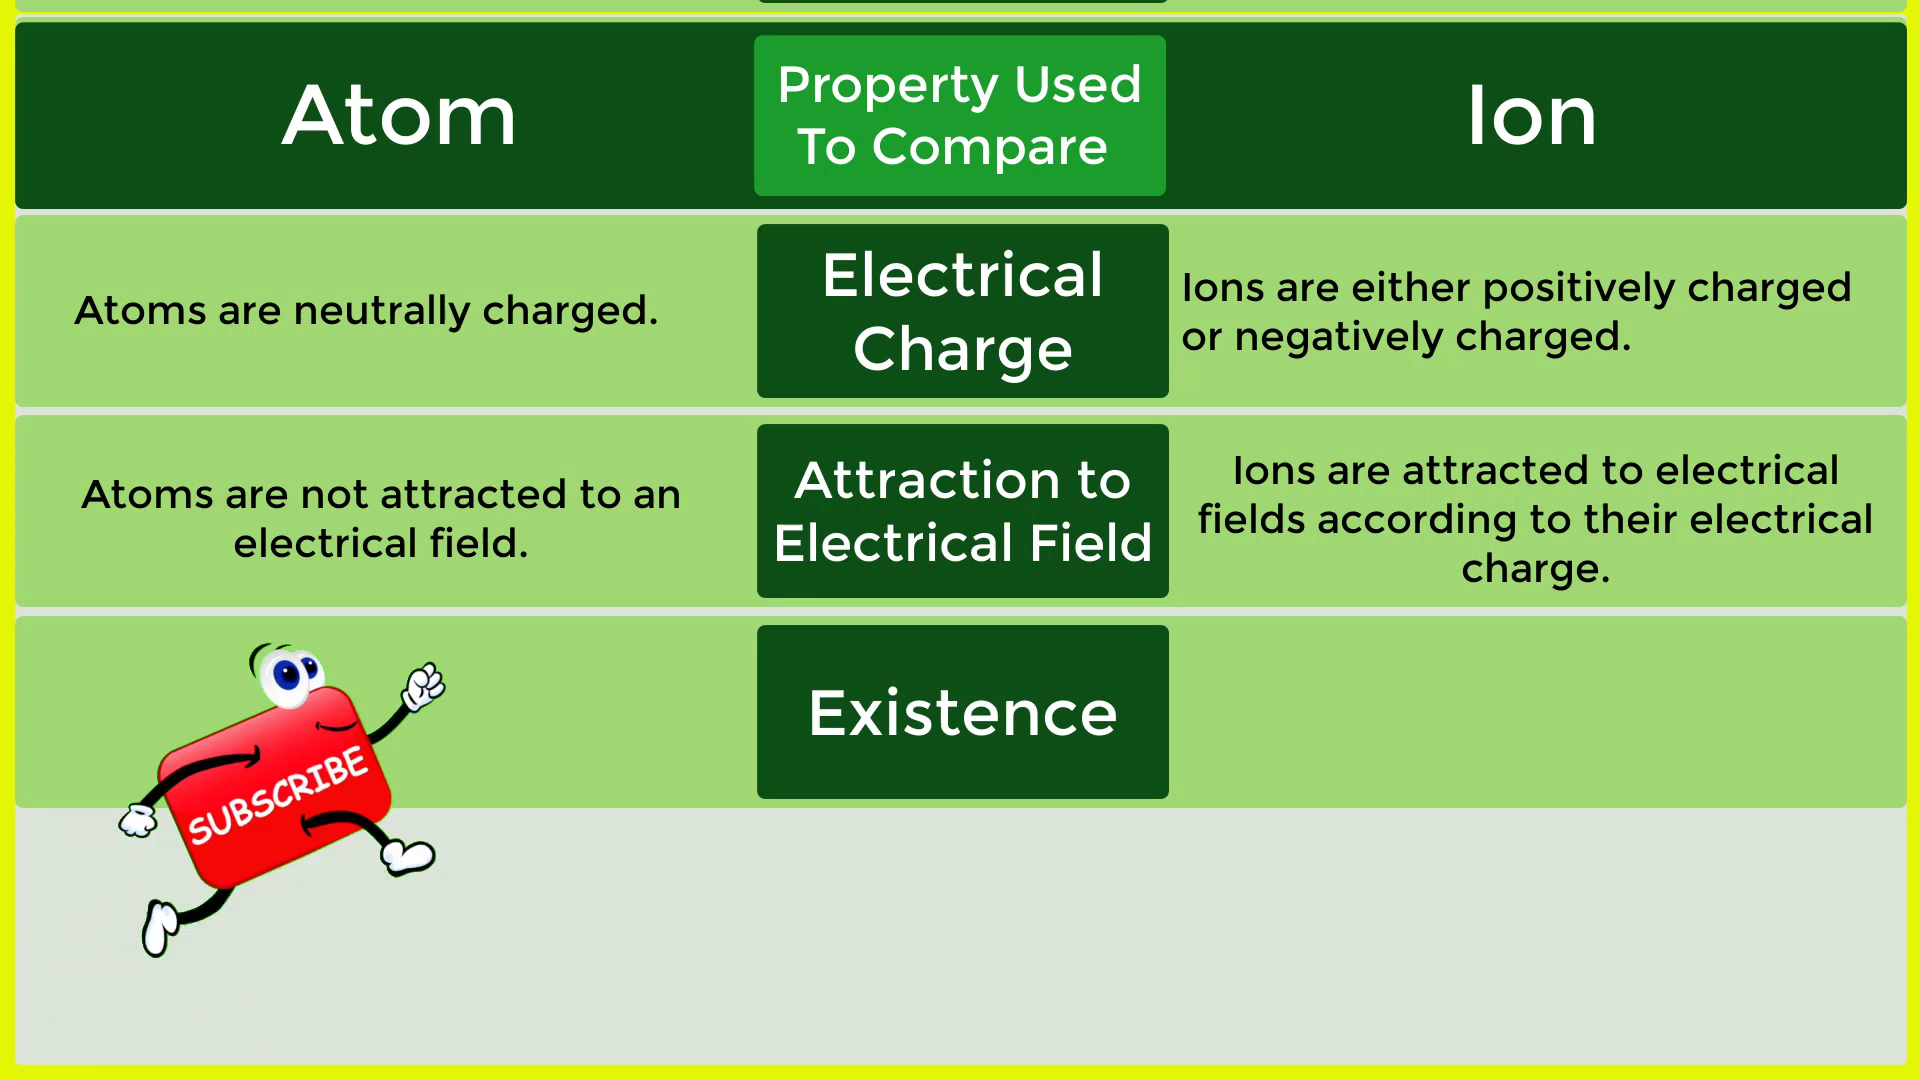 Atom
Property Used
To Compare
Ion
Atoms are neutrally charged.
Electrical
Charge
Ions are either positively charged
or negatively charged.
Atoms are not attracted to an
electrical field.
Attraction to
Electrical Field
Ions are attracted to electrical
fields according to their electrical
charge.
Existence
SUBSCRIBE